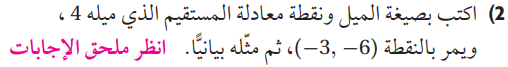 (2 اكتب بصيغة الميل ونقطة معادلة المستقيم الذي ميله 4 ،
ويمر بالنقطة (-3, -6)، ثم مثّله بيانيًّا. انظر ملحق الإجابات